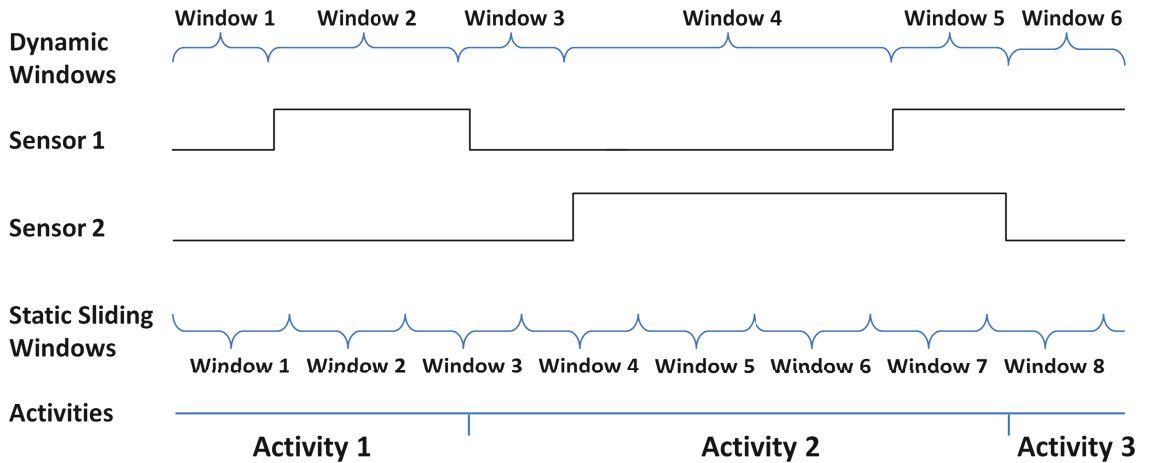 Window 1 Window 2 Window 3 Window 4 Window 5 Window 6
Dynamic
Windows
Sensor 1
Sensor 2
Static Sliding
Windows
Window 1 Window 2 Window 3 Window 4 Window 5 Window 6 Window 7 Window 8
Activities
Activity 1 Activity 2 Activity 3